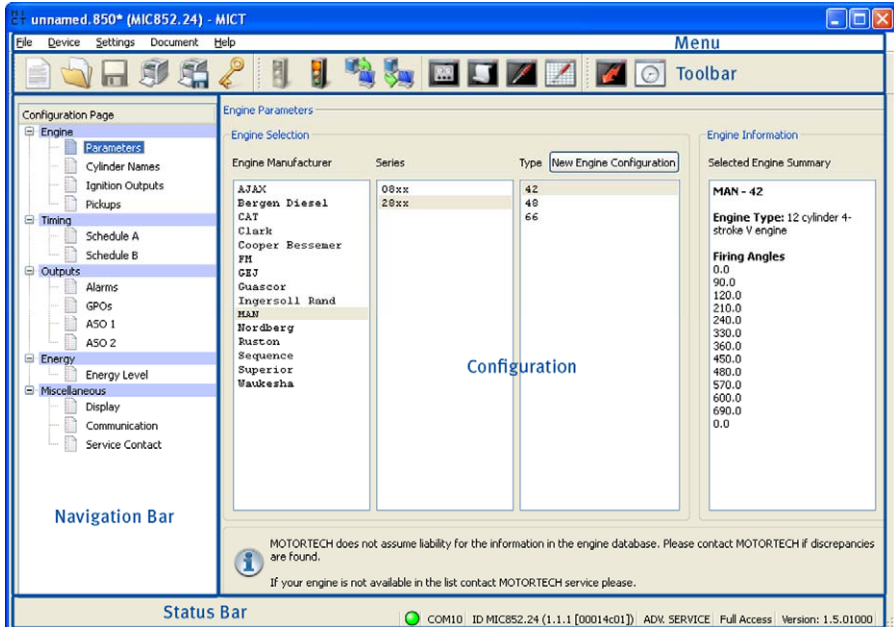 unnamed.850* (MIC852.24) - MICT
File Device Settings Document Help
Menu
Toolbar
Configuration Page
Engine
Parameters
Cylinder Names
Ignition Outputs
Pickups
Timing
Schedule A
Schedule B
Outputs
Alarms
GPOs
ASO 1
ASO 2
Energy
Energy Level
Miscellaneous
Display
Communication
Service Contact
Navigation Bar
Engine Parameters
Engine Selection
Engine Manufacturer
AJAX
Bergen Diesel
CAT
Clark
Cooper Bessemer
FM
GEJ
Guascor
Ingersoll Rand
MAN
Nordberg
Ruston
Sequence
Superior
Waukesha
Series
08xx
28xx
Type
New Engine Configuration
42
48
66
Configuration
Engine Information
Selected Engine Summary
MAN - 42
Engine Type: 12 cylinder 4-
stroke V engine
Firing Angles
0.0
90.0
120.0
210.0
240.0
330.0
360.0
450.0
480.0
570.0
600.0
690.0
0.0
MOTORTECH does not assume liability for the information in the engine database. Please contact MOTORTECH if discrepancies
are found.
If your engine is not available in the list contact MOTORTECH service please.
Status Bar
COM10 ID MIC852.24 (1.1.1 [00014c01]) ADV. SERVICE Full Access Version: 1.5.01000